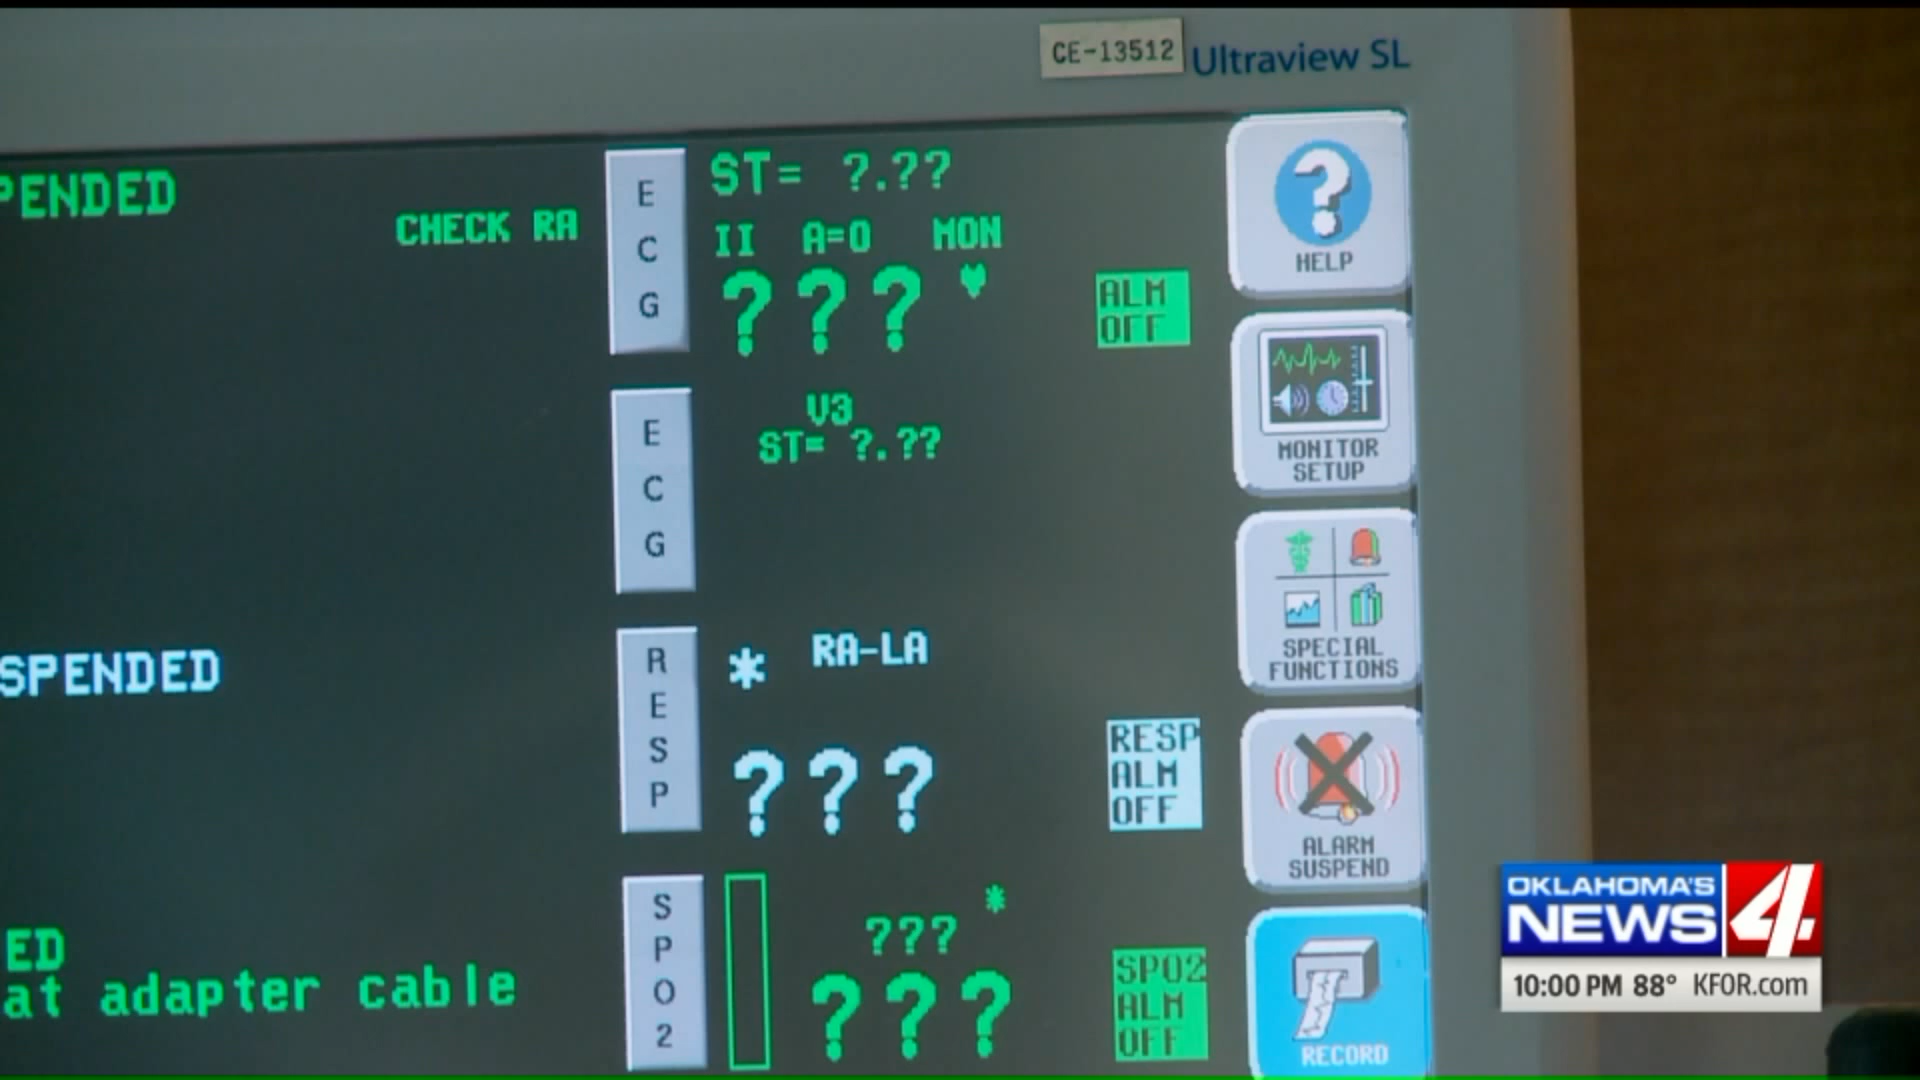 CE-13512 Ultraview SL
PENDED
CHECK RA
E
C
G
ST= ?.??
II A=0 MON
???
ALM
OFF
HELP
E
C
G
V3
ST= ?.??
MONITOR
SETUP
SPENDED
R
E
S
P
* RA-LA
???
RESP
ALM
OFF
SPECIAL
FUNCTIONS
ALARM
SUSPEND
ED
at adapter cable
S
P
O
2
*
???
???
SPO2
ALM
OFF
RECORD
OKLAHOMA'S
NEWS 4
10:00 PM 88° KFOR.com